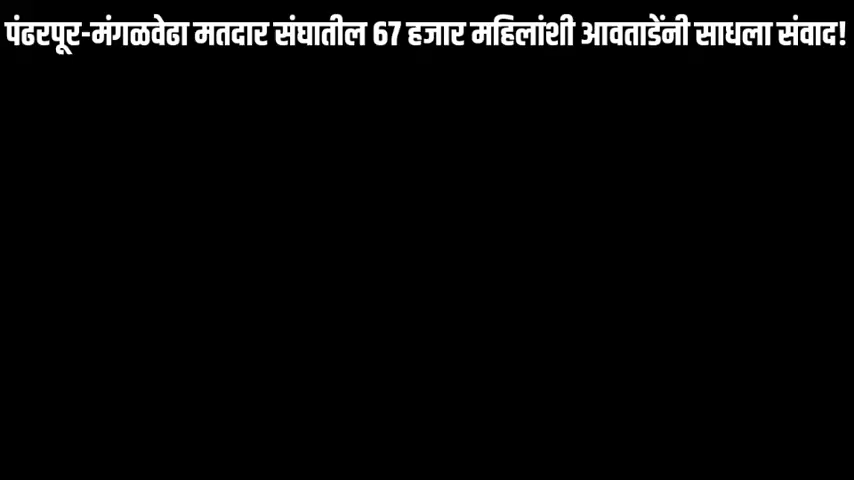 पंढरपूर-मंगळवेढा मतदार संघातील 67 हजार महिलांशी आवताडेंनी साधला संवाद!